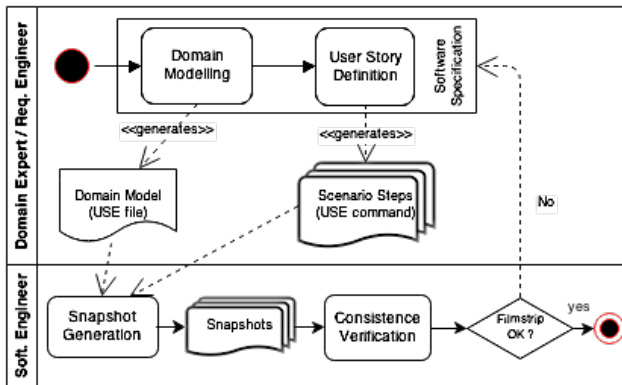 Domain Expert / Req. Engineer
Domain
Modelling
User Story
Definition
Software
Specification
<<generates>>
<<generates>>
Domain Model
(USE file)
Scenario Steps
(USE command)
No
Soft. Engineer
Snapshot
Generation
Snapshots
Consistence
Verification
Filmstrip
OK ?
yes